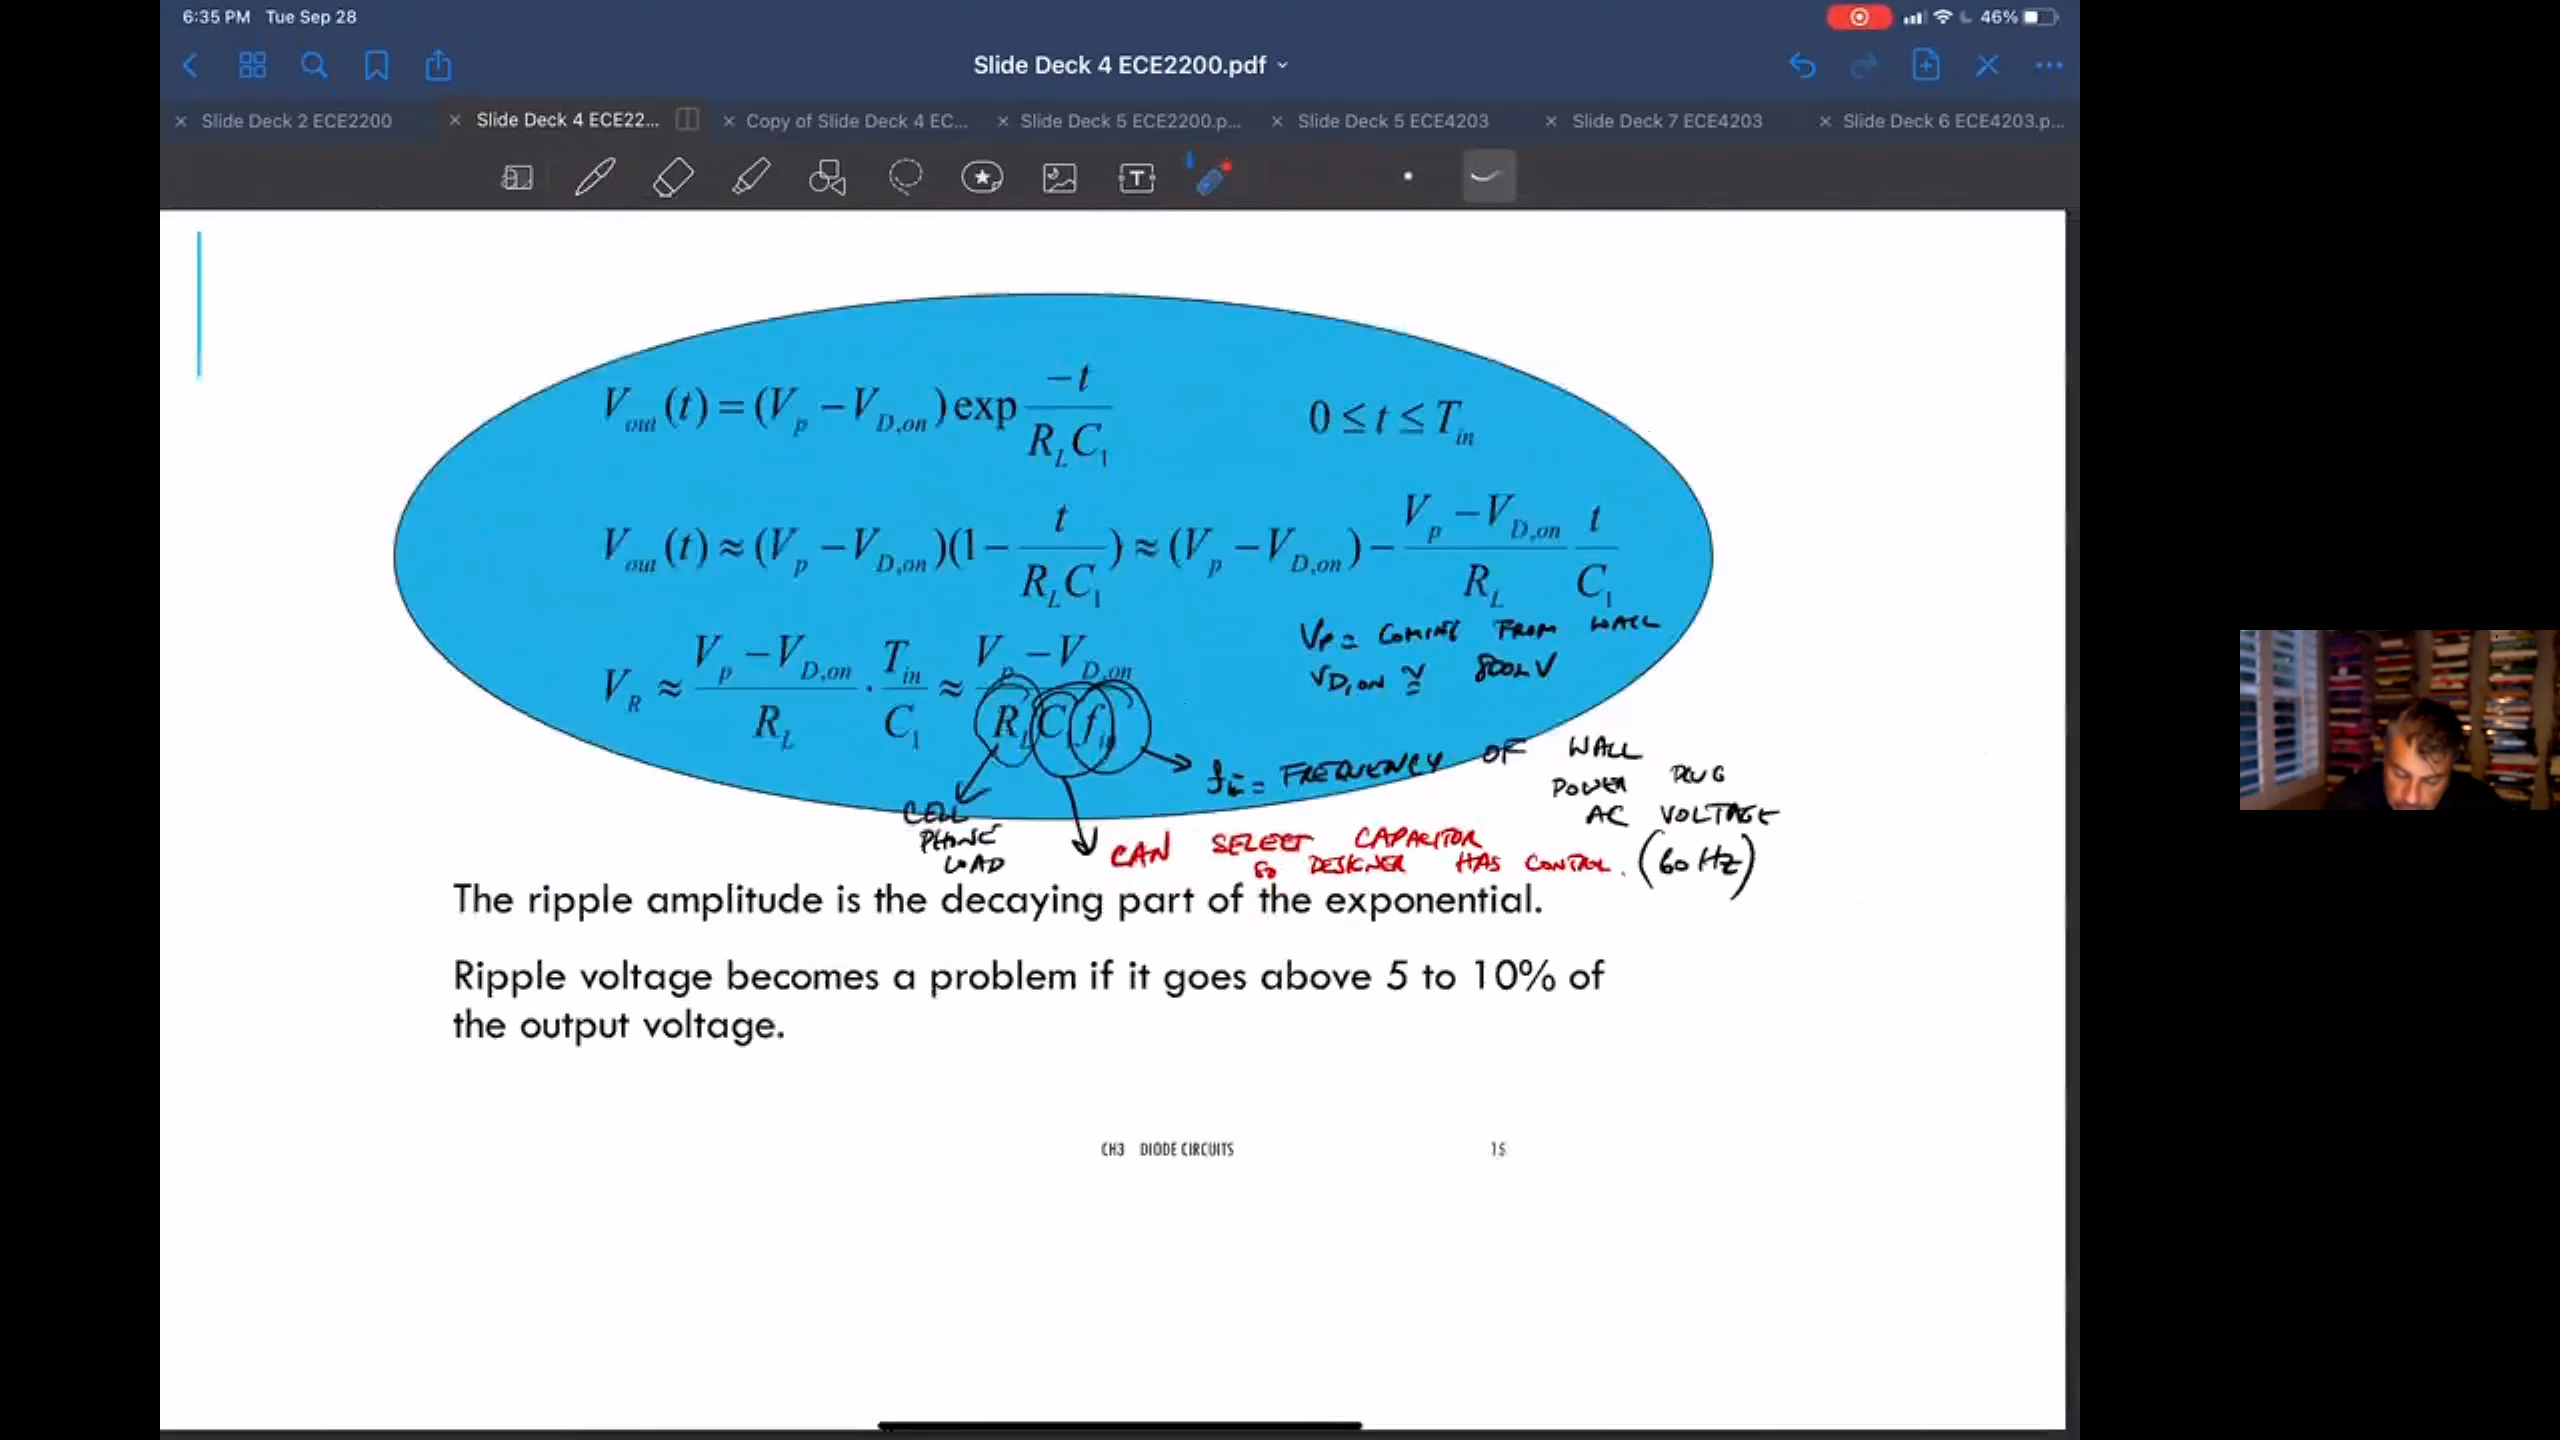 6:35 PM Tue Sep 28
46%
Slide Deck 4 ECE2200.pdf
Slide Deck 2 ECE2200
Slide Deck 4 ECE22...
Copy of Slide Deck 4 EC...
Slide Deck 5 ECE2200.p...
Slide Deck 5 ECE4203
Slide Deck 7 ECE4203
Slide Deck 6 ECE4203.p...
V_out (t) = (V_p − V_D,on) exp −t / R_L C_1    0 ≤ t ≤ T_in
V_out (t) ≈ (V_p − V_D,on)(1 − t / R_L C_1) ≈ (V_p − V_D,on) − V_p − V_D,on / R_L t / C_1
V_P = COMING FROM WALL
V_D,on ≅ 800mV
V_R ≈ V_p − V_D,on / R_L · T_in / C_1 ≈ V_p − V_D,on / R_L C_1 f_in
f_in = FREQUENCY OF WALL
POWER PLUG
AC VOLTAGE
(60 Hz)
CELL
PHONE
LOAD
CAN SELECT CAPACITOR
SO DESIGNER HAS CONTROL.
The ripple amplitude is the decaying part of the exponential.
Ripple voltage becomes a problem if it goes above 5 to 10% of
the output voltage.
CH3 DIODE CIRCUITS
15